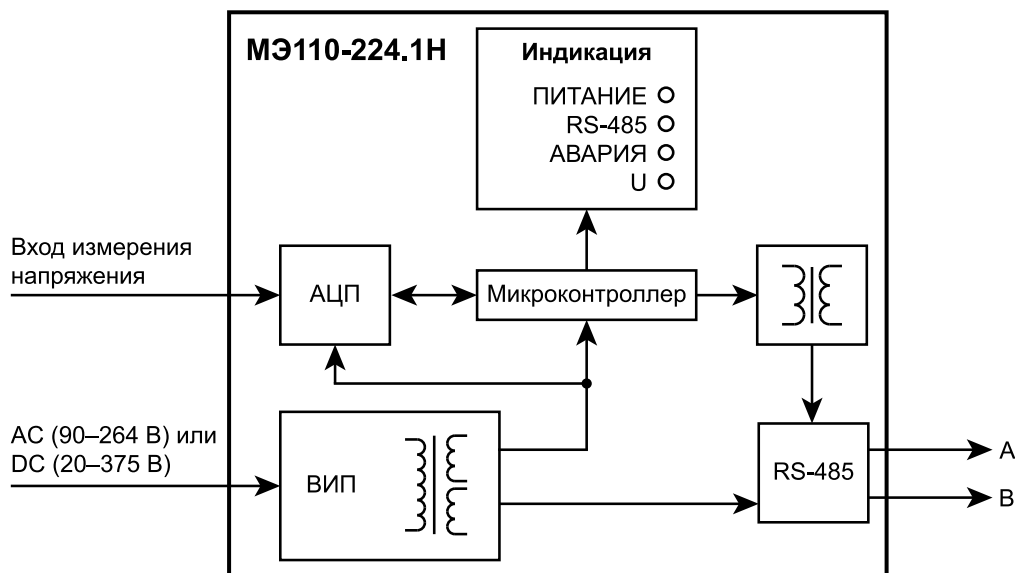 МЭ110-224.1Н
Индикация
ПИТАНИЕ
RS-485
АВАРИЯ
U
Вход измерения
напряжения
АЦП
Микроконтроллер
AC (90–264 В) или
DC (20–375 В)
ВИП
RS-485
A
B